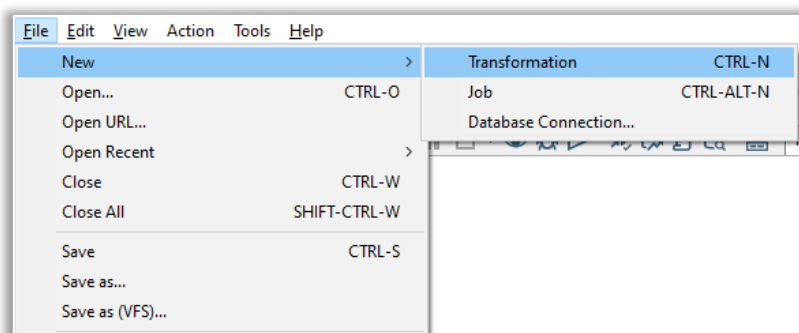 File Edit View Action Tools Help
New > Transformation CTRL-N
Open... CTRL-O Job CTRL-ALT-N
Open URL... Database Connection...
Open Recent >
Close CTRL-W
Close All SHIFT-CTRL-W
Save CTRL-S
Save as...
Save as (VFS)...